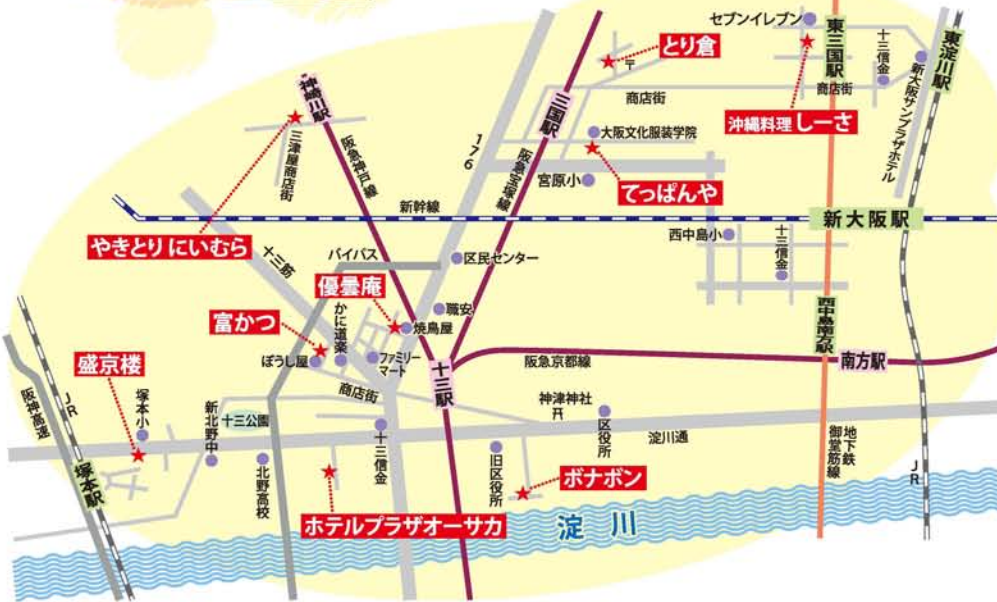 セブンイレブン
東三国駅
十三信金
東淀川駅
新大阪サンプラザホテル
とり倉
〒
商店街
商店街
沖縄料理 しーさ
神崎川駅
三津屋商店街
阪急神戸線
176
三国駅
阪急宝塚線
大阪文化服装学院
宮原小
てっぱんや
新幹線
新大阪駅
やきとり にいむら
十三筋
バイパス
区民センター
西中島小
十三信金
優曇庵
職安
焼鳥屋
富かつ
かに道楽
ぼうし屋
ファミリー
マート
商店街
十三駅
阪急京都線
西中島南方駅
南方駅
盛京楼
阪神高速
JR
塚本小
塚本駅
新北野中
十三公園
北野高校
十三信金
神津神社
区役所
淀川通
旧区役所
地下鉄
御堂筋線
JR
ボナボン
ホテルプラザオーサカ
淀川